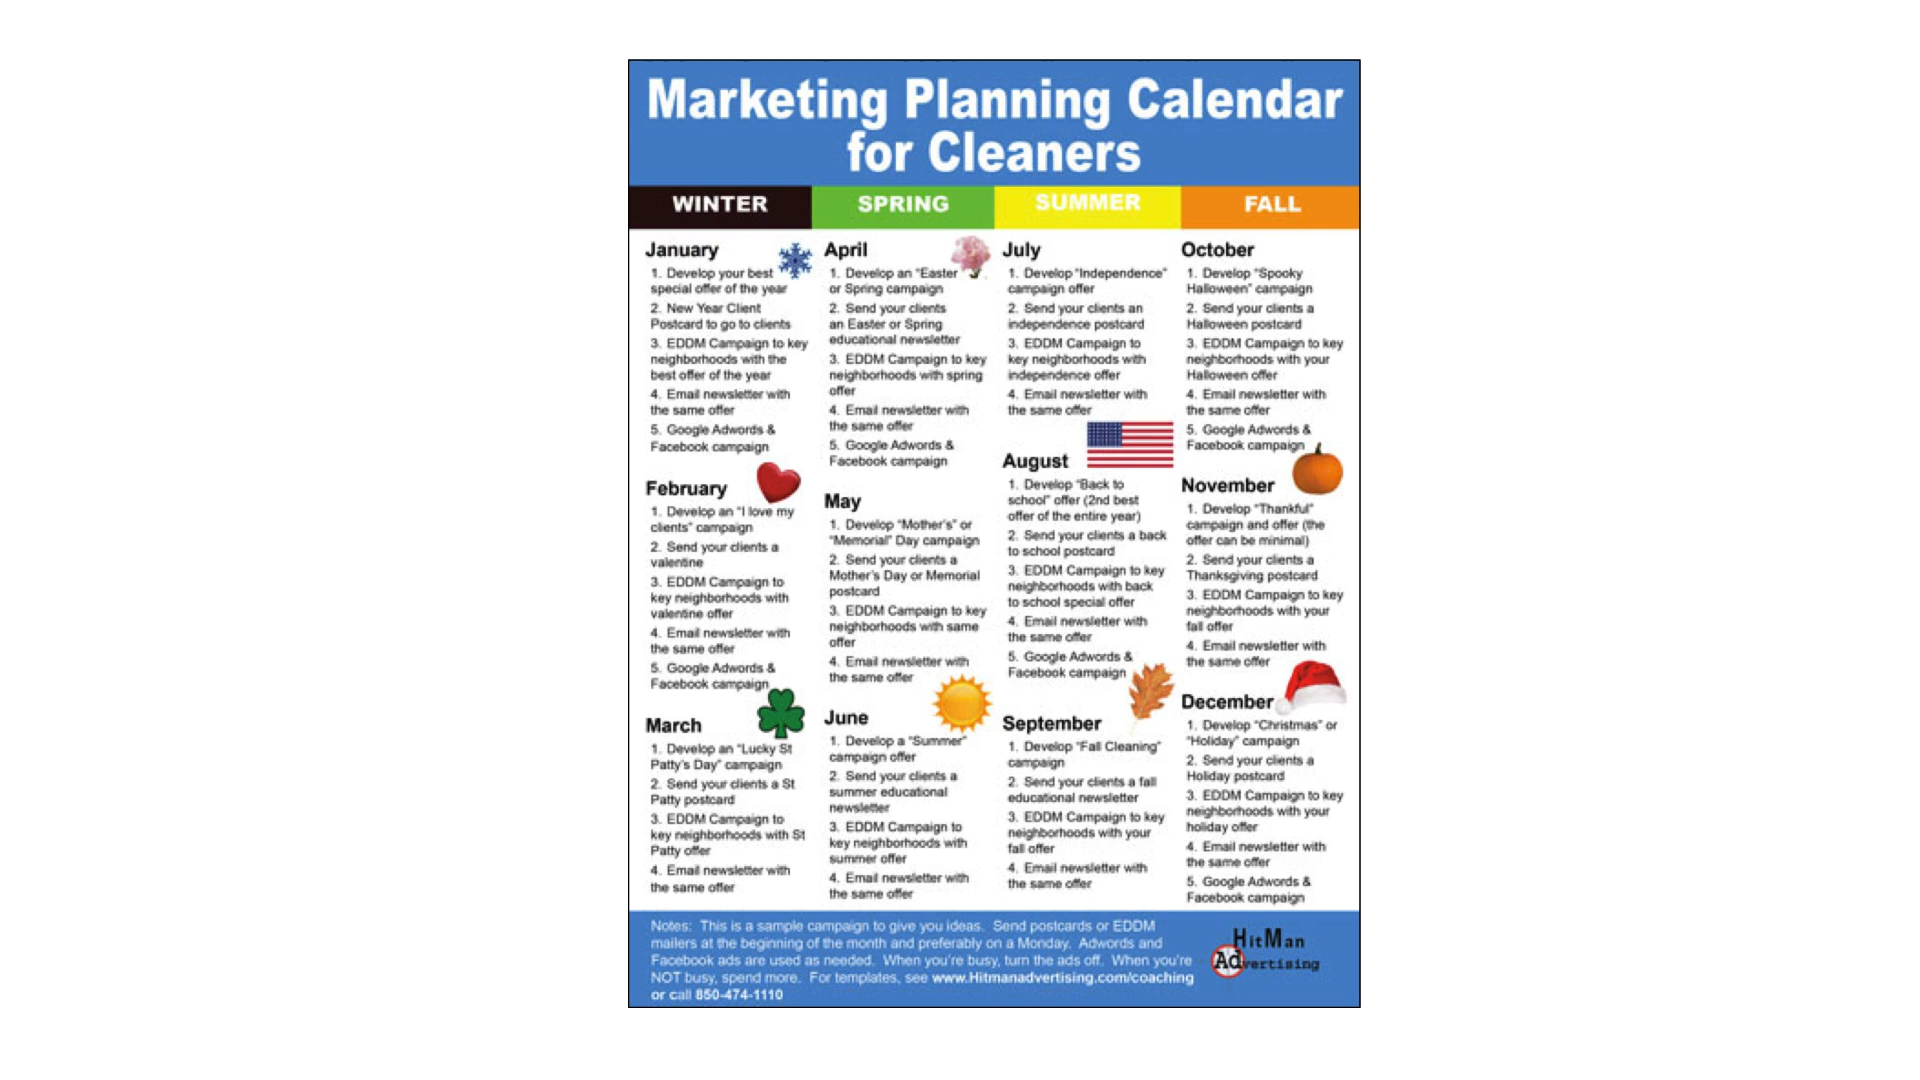 Marketing Planning Calendar
for Cleaners
WINTER
SPRING
SUMMER
FALL
January
1. Develop your best
special offer of the year
2. New Year Client
Postcard to go to clients
3. EDDM Campaign to key
neighborhoods with the
best offer of the year
4. Email newsletter with
the same offer
5. Google Adwords &
Facebook campaign
February
1. Develop an "I love my
clients" campaign
2. Send your clients a
valentine
3. EDDM Campaign to
key neighborhoods with
valentine offer
4. Email newsletter with
the same offer
5. Google Adwords &
Facebook campaign
March
1. Develop an "Lucky St
Patty's Day" campaign
2. Send your clients a St
Patty postcard
3. EDDM Campaign to
key neighborhoods with St
Patty offer
4. Email newsletter with
the same offer
April
1. Develop an "Easter
or Spring campaign
2. Send your clients
an Easter or Spring
educational newsletter
3. EDDM Campaign to key
neighborhoods with spring
offer
4. Email newsletter with
the same offer
5. Google Adwords &
Facebook campaign
May
1. Develop "Mother's" or
"Memorial" Day campaign
2. Send your clients a
Mother's Day or Memorial
postcard
3. EDDM Campaign to key
neighborhoods with same
offer
4. Email newsletter with
the same offer
June
1. Develop a "Summer"
campaign offer
2. Send your clients a
summer educational
newsletter
3. EDDM Campaign to
key neighborhoods with
summer offer
4. Email newsletter with
the same offer
July
1. Develop "Independence"
campaign offer
2. Send your clients an
independence postcard
3. EDDM Campaign to
key neighborhoods with
independence offer
4. Email newsletter with
the same offer
August
1. Develop "Back to
school" offer (2nd best
offer of the entire year)
2. Send your clients a back
to school postcard
3. EDDM Campaign to key
neighborhoods with back
to school special offer
4. Email newsletter with
the same offer
5. Google Adwords &
Facebook campaign
September
1. Develop "Fall Cleaning"
campaign
2. Send your clients a fall
educational newsletter
3. EDDM Campaign to key
neighborhoods with your
fall offer
4. Email newsletter with
the same offer
October
1. Develop "Spooky
Halloween" campaign
2. Send your clients a
Halloween postcard
3. EDDM Campaign to key
neighborhoods with your
Halloween offer
4. Email newsletter with
the same offer
5. Google Adwords &
Facebook campaign
November
1. Develop "Thankful"
campaign and offer (the
offer can be minimal)
2. Send your clients a
Thanksgiving postcard
3. EDDM Campaign to key
neighborhoods with your
fall offer
4. Email newsletter with
the same offer
December
1. Develop "Christmas" or
"Holiday" campaign
2. Send your clients a
Holiday postcard
3. EDDM Campaign to key
neighborhoods with your
holiday offer
4. Email newsletter with
the same offer
5. Google Adwords &
Facebook campaign
Notes: This is a sample campaign to give you ideas. Send postcards or EDDM
mailers at the beginning of the month and preferably on a Monday. Adwords and
Facebook ads are used as needed. When you're busy, turn the ads off. When you're
NOT busy, spend more. For templates, see www.Hitmanadvertising.com/coaching
or call 850-474-1110
HitMan
Advertising